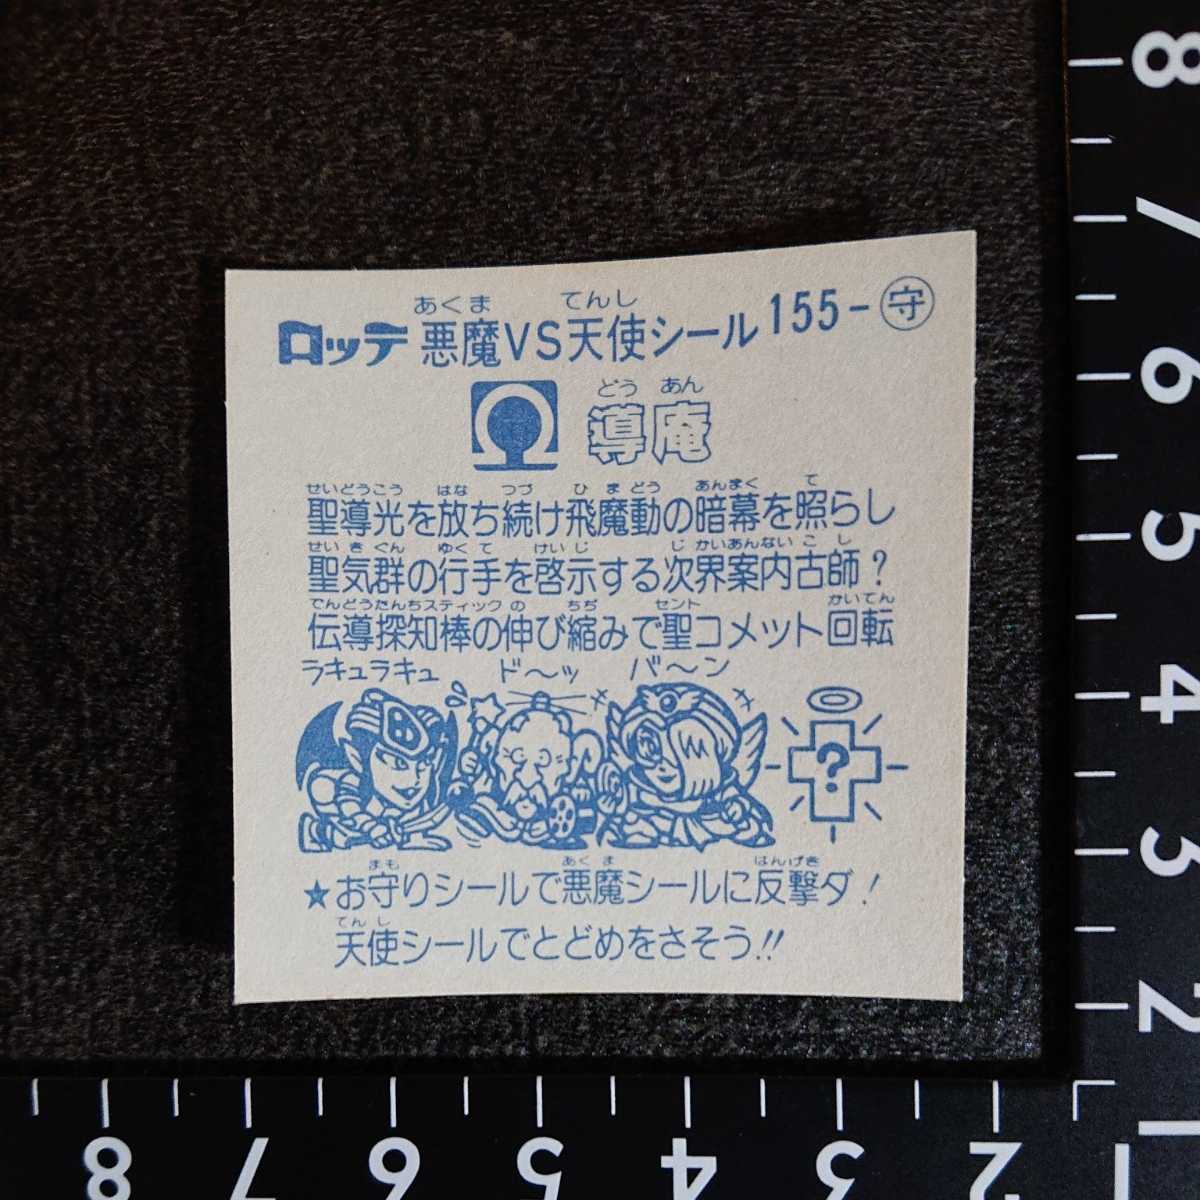 あくま てんし
ロッテ 悪魔VS天使シール 155-守
どう あん
Ω 導庵
せいどうこう はな つづ ひまどう あんまく て
聖導光を放ち続け飛魔動の暗幕を照らし
せいきぐん ゆくて けいじ じかいあんないこし
聖気群の行手を啓示する次界案内古師?
でんどうたんちスティック の ちぢ セント かいてん
伝導探知棒の伸び縮みで聖コメット回転
ラキュラキュ ド〜ッ バ〜ン
?
まも あくま はんげき
★お守りシールで悪魔シールに反撃ダ!
てんし
天使シールでとどめをさそう!!
8
7
6
5
4
3
2
1
8 7 6 5 4 3 2 1